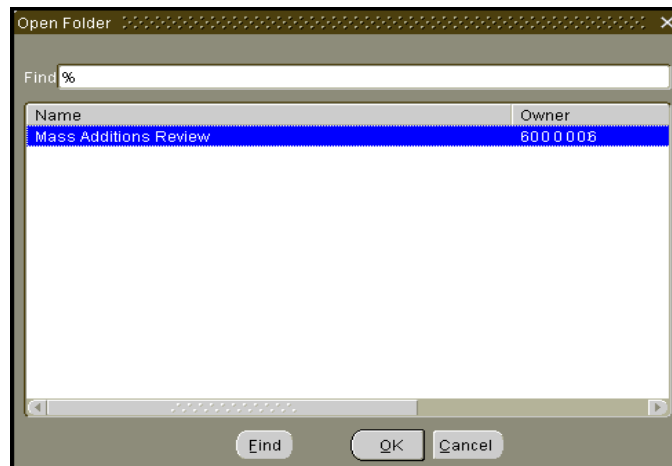 Open Folder
Find %
Name Owner
Mass Additions Review 6000006
Find OK Cancel